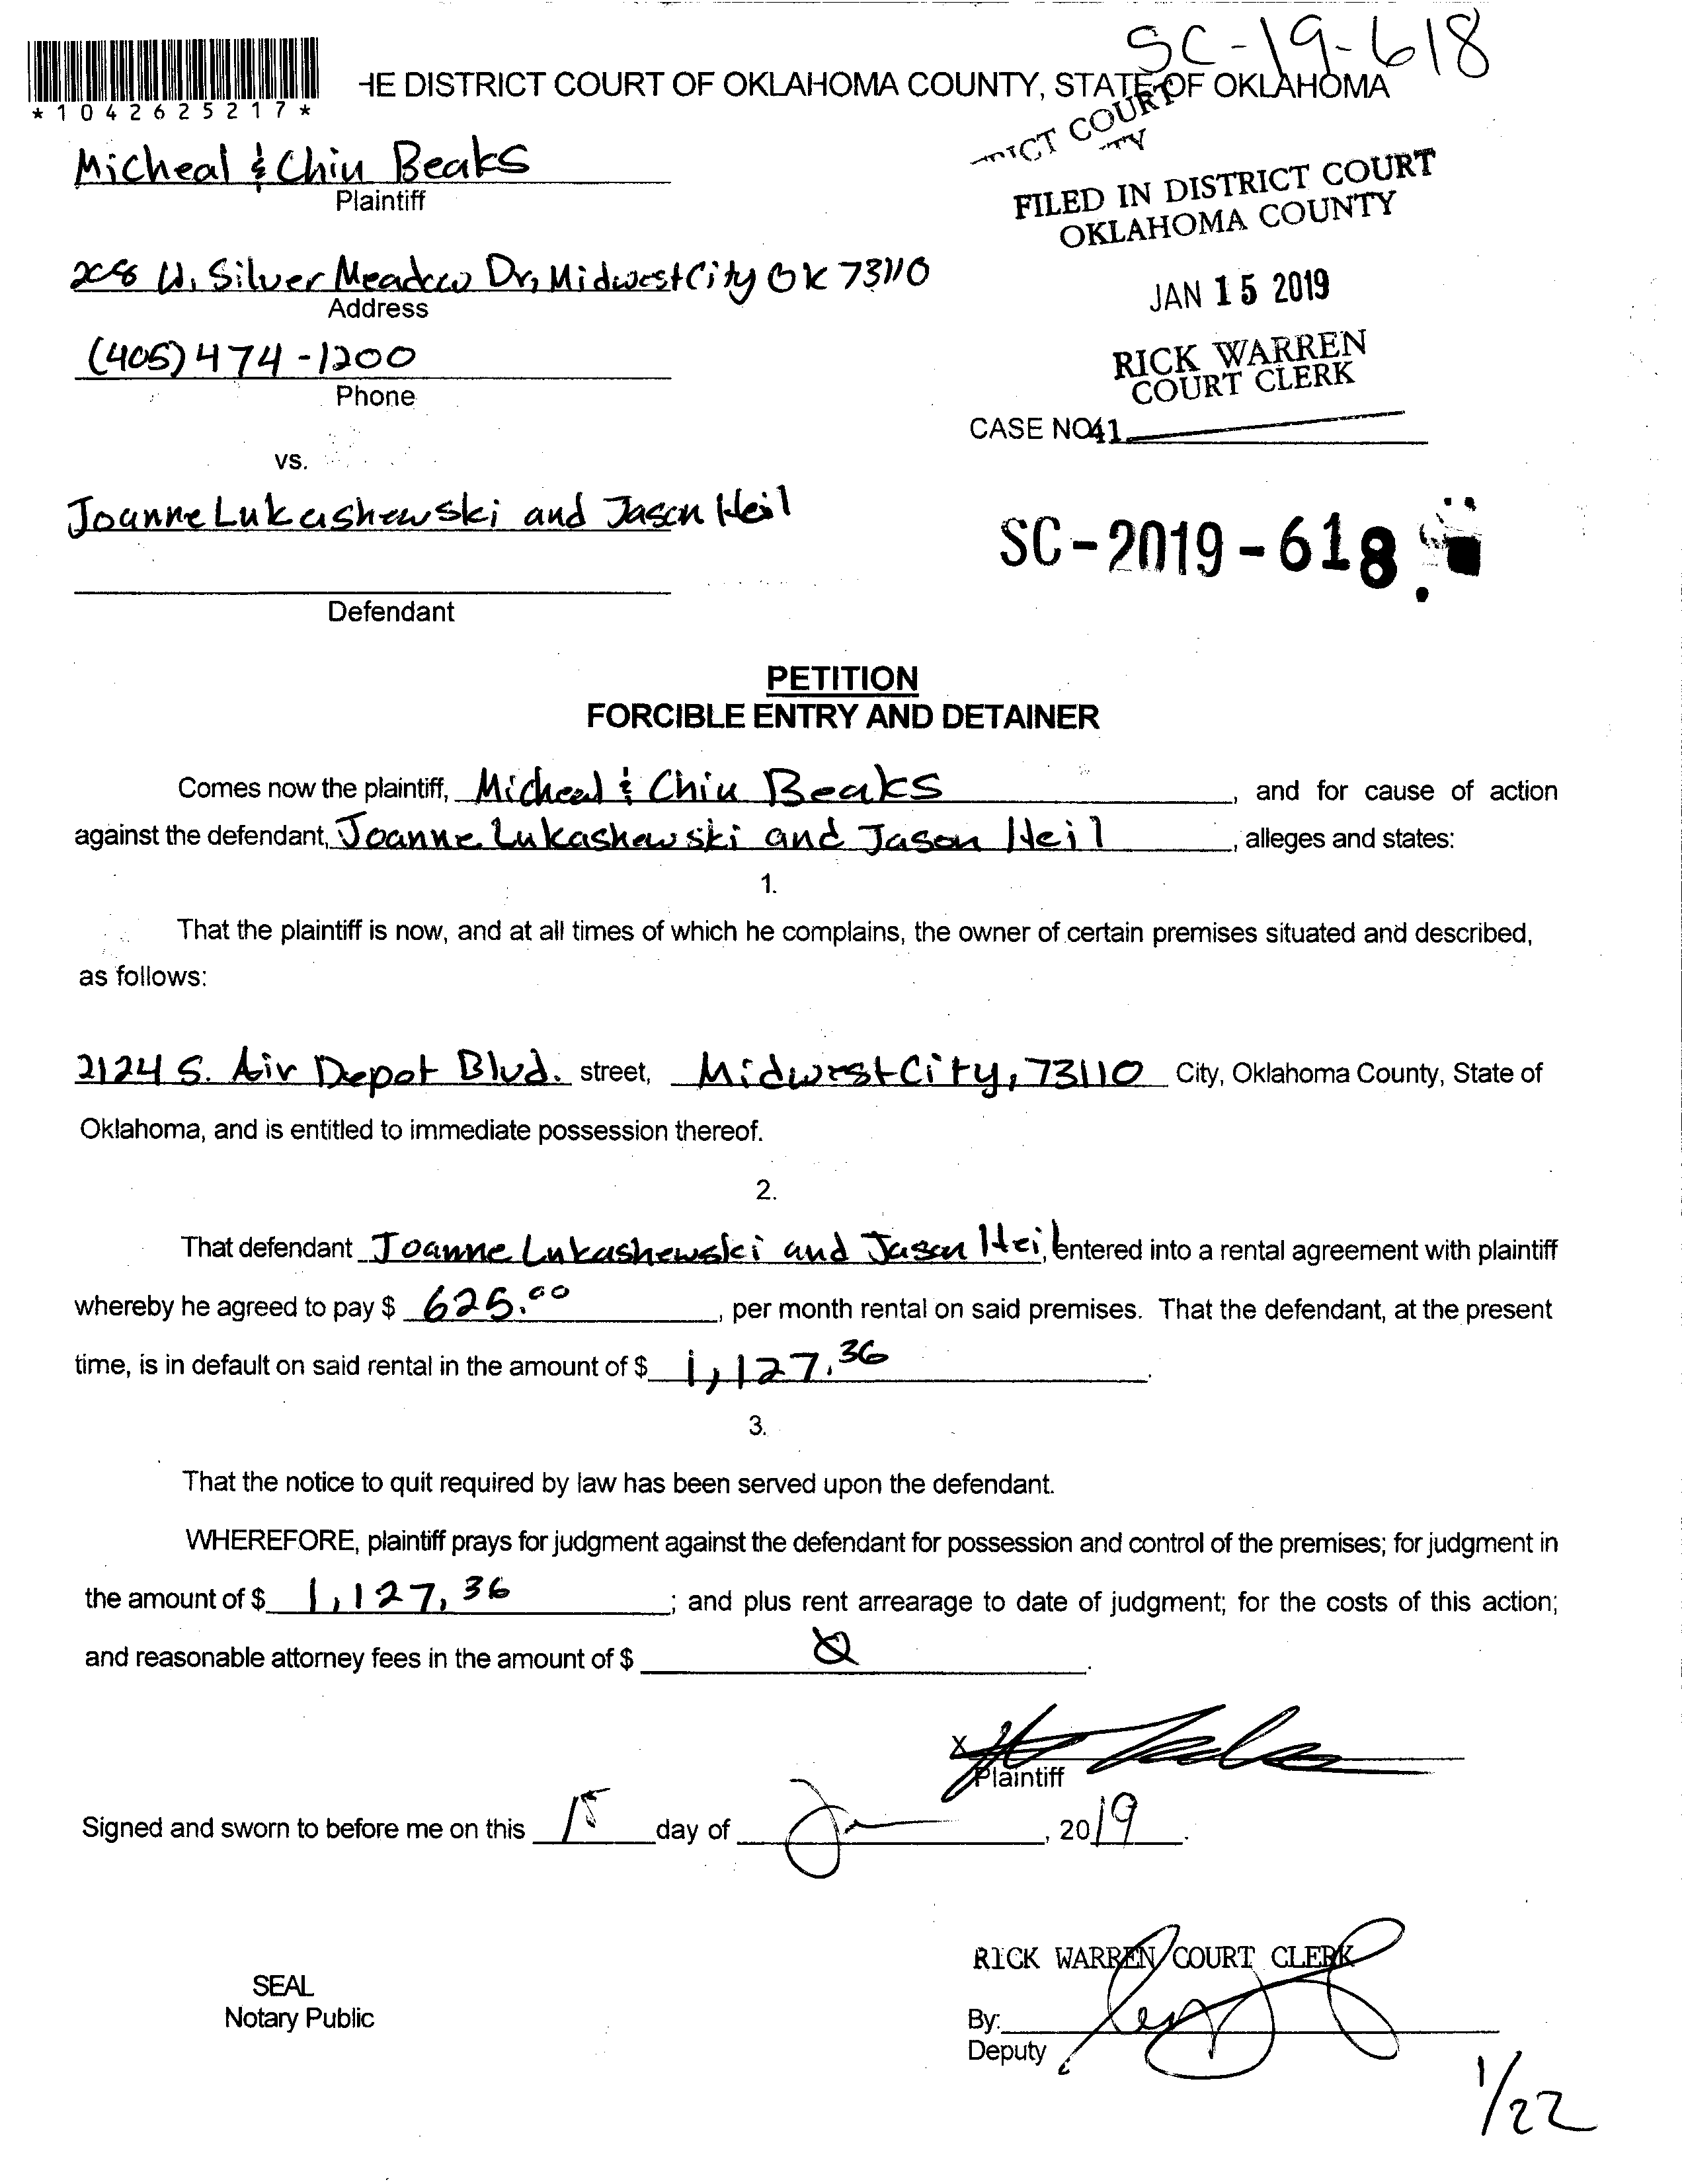 SC-19-618
HE DISTRICT COURT OF OKLAHOMA COUNTY, STATE OF OKLAHOMA
*1042625217*
COURT
Micheal & Chiu Beaks
Plaintiff
FILED IN DISTRICT COURT
OKLAHOMA COUNTY
208 W. Silver Meadow Dr, Midwest City OK 73110
Address
JAN 15 2019
(405) 474-1200
Phone
RICK WARREN
COURT CLERK
CASE NO
41
vs.
Joanne Lukashewski and Jason Heil
SC-2019-618
Defendant
PETITION
FORCIBLE ENTRY AND DETAINER
Comes now the plaintiff, Micheal & Chiu Beaks, and for cause of action
against the defendant, Joanne Lukashewski and Jason Heil, alleges and states:
1.
That the plaintiff is now, and at all times of which he complains, the owner of certain premises situated and described,
as follows:
2124 S. Air Depot Blvd. street, Midwest City, 73110 City, Oklahoma County, State of
Oklahoma, and is entitled to immediate possession thereof.
2.
That defendant Joanne Lukashewski and Jason Heil, entered into a rental agreement with plaintiff
whereby he agreed to pay $ 625.00, per month rental on said premises. That the defendant, at the present
time, is in default on said rental in the amount of $ 1,127.36.
3.
That the notice to quit required by law has been served upon the defendant.
WHEREFORE, plaintiff prays for judgment against the defendant for possession and control of the premises; for judgment in
the amount of $ 1,127.36; and plus rent arrearage to date of judgment; for the costs of this action;
and reasonable attorney fees in the amount of $ 0.
X
Plaintiff
Signed and sworn to before me on this 15 day of J, 2019.
RICK WARREN COURT CLERK
SEAL
Notary Public
By:
Deputy
1/22